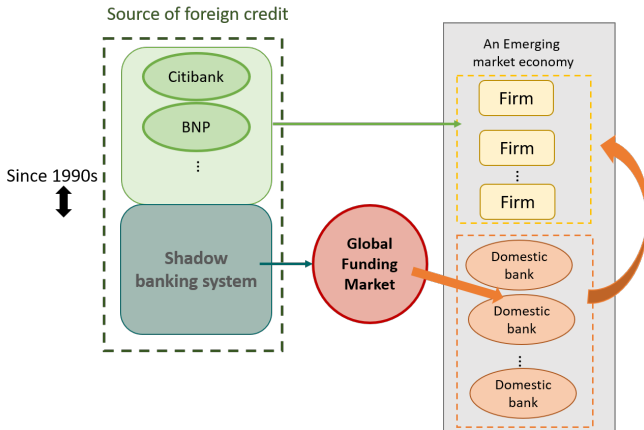 Source of foreign credit
Citibank
BNP
⋮
Since 1990s
Shadow
banking system
Global
Funding
Market
An Emerging
market economy
Firm
Firm
⋮
Firm
Domestic
bank
Domestic
bank
⋮
Domestic
bank